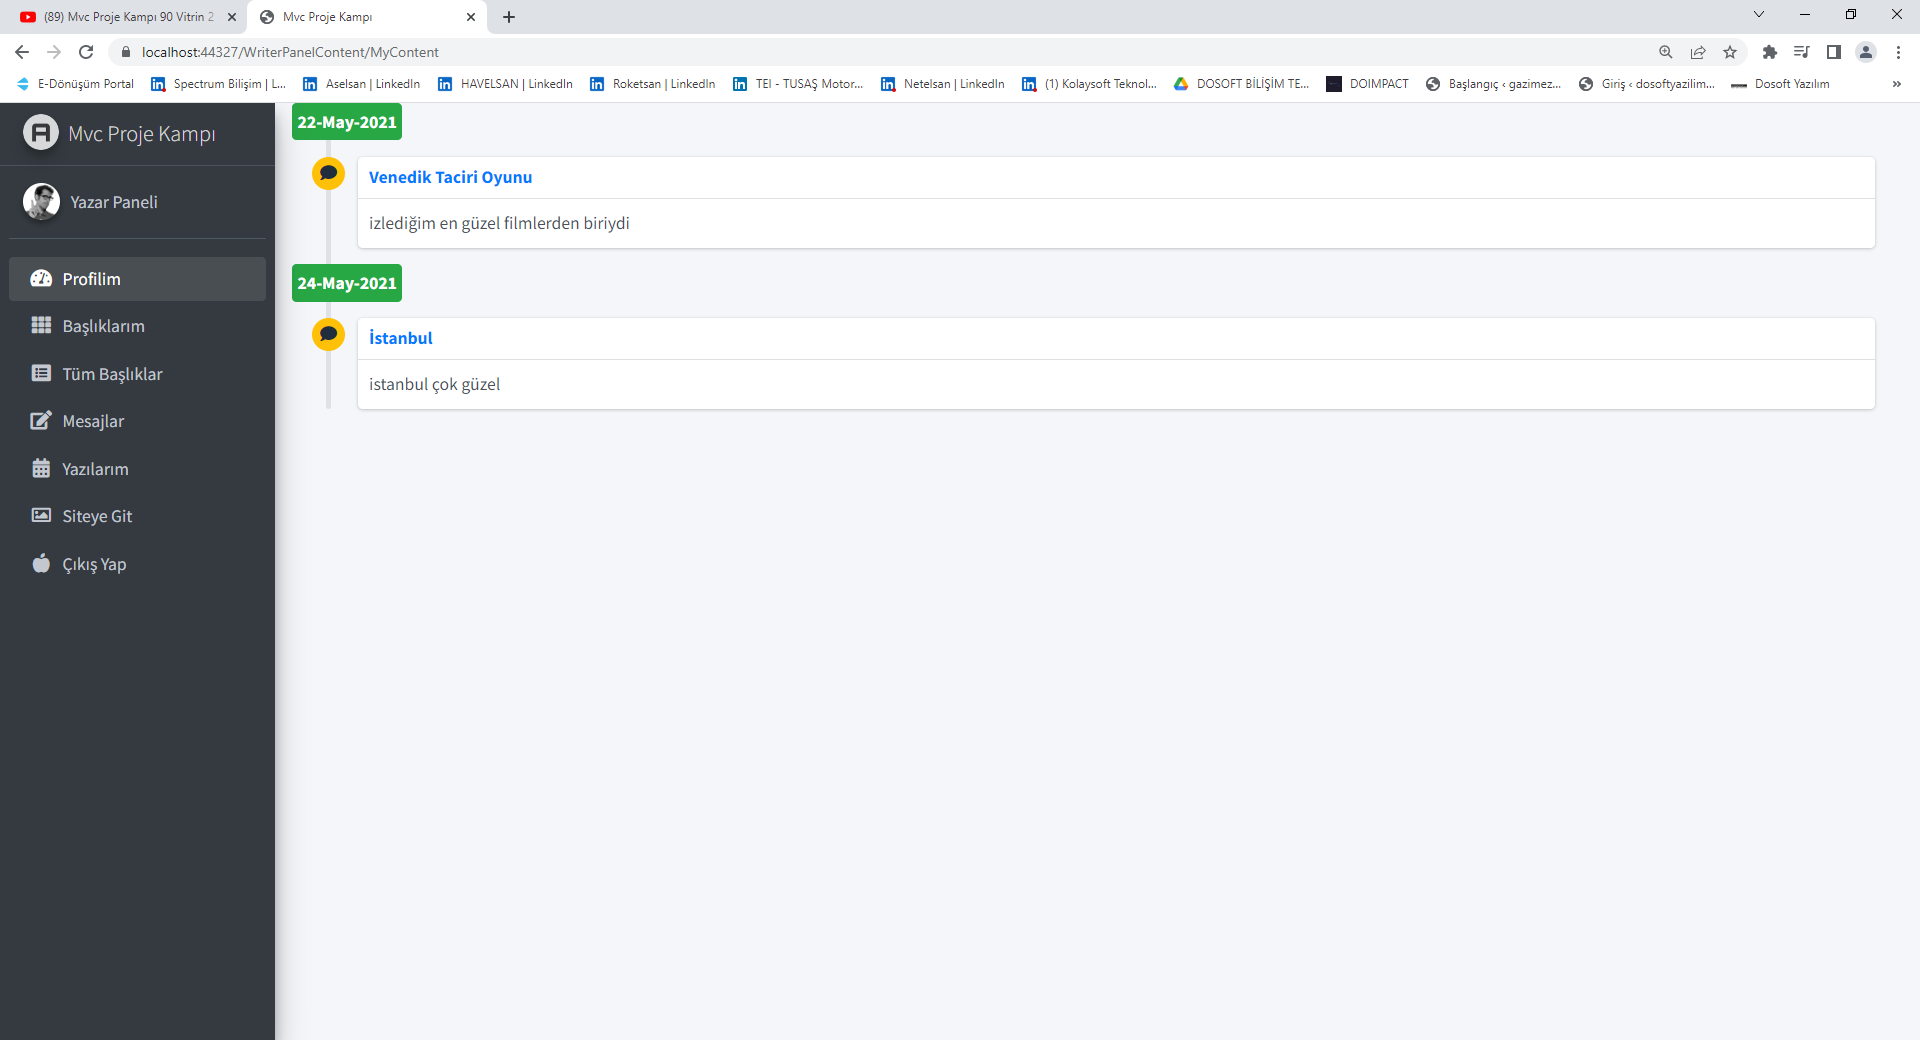 (89) Mvc Proje Kampı 90 Vitrin 2
Mvc Proje Kampı
localhost:44327/WriterPanelContent/MyContent
E-Dönüşüm Portal
Spectrum Bilişim | L...
Aselsan | LinkedIn
HAVELSAN | LinkedIn
Roketsan | LinkedIn
TEI - TUSAŞ Motor...
Netelsan | LinkedIn
(1) Kolaysoft Teknol...
DOSOFT BİLİŞİM TE...
DOIMPACT
Başlangıç ‹ gazimez...
Giriş ‹ dosoftyazilim...
Dosoft Yazılım
Mvc Proje Kampı
Yazar Paneli
Profilim
Başlıklarım
Tüm Başlıklar
Mesajlar
Yazılarım
Siteye Git
Çıkış Yap
22-May-2021
Venedik Taciri Oyunu
izlediğim en güzel filmlerden biriydi
24-May-2021
İstanbul
istanbul çok güzel